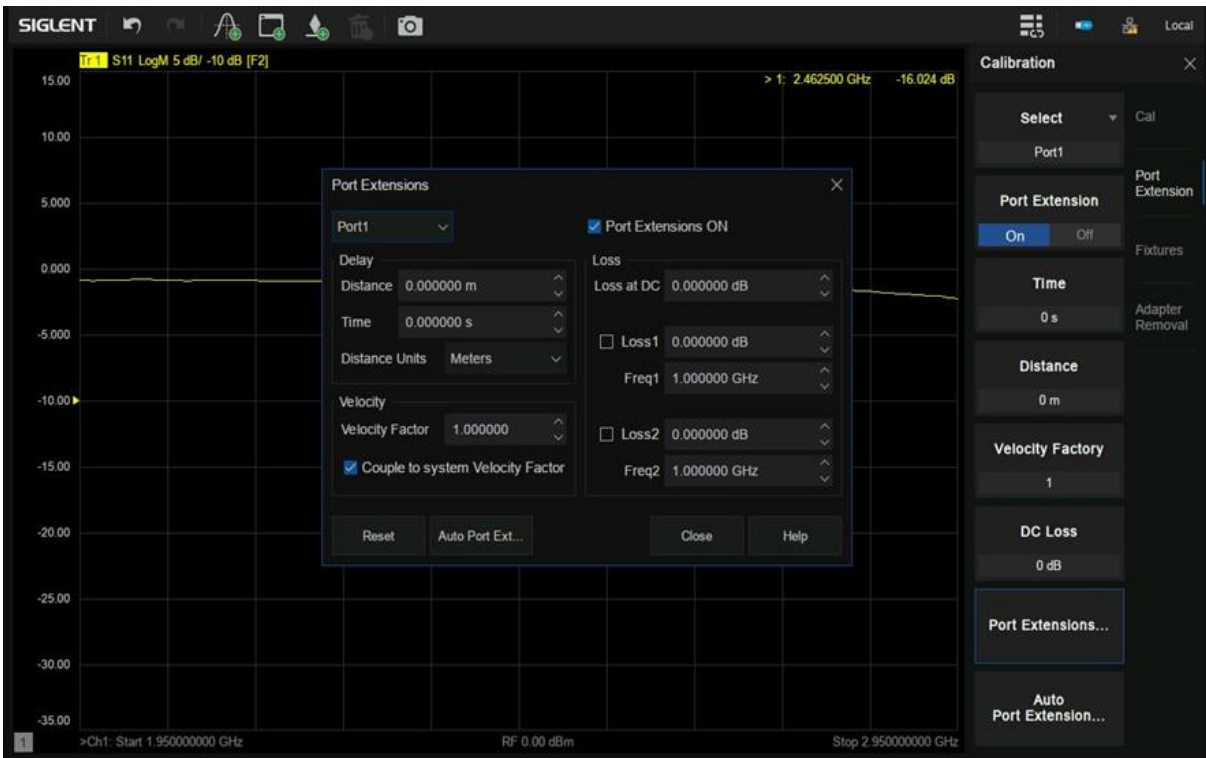 SIGLENT
Local
Tr 1 S11 LogM 5 dB/ -10 dB [F2]
> 1: 2.462500 GHz -16.024 dB
15.00
10.00
5.000
0.000
-5.000
-10.00
-15.00
-20.00
-25.00
-30.00
-35.00
1
>Ch1: Start 1.950000000 GHz
RF 0.00 dBm
Stop 2.950000000 GHz
Port Extensions
Port1
Port Extensions ON
Delay
Distance 0.000000 m
Time 0.000000 s
Distance Units Meters
Velocity
Velocity Factor 1.000000
Couple to system Velocity Factor
Loss
Loss at DC 0.000000 dB
Loss1 0.000000 dB
Freq1 1.000000 GHz
Loss2 0.000000 dB
Freq2 1.000000 GHz
Reset
Auto Port Ext...
Close
Help
Calibration
Select
Port1
Port Extension
On Off
Time
0 s
Distance
0 m
Velocity Factory
1
DC Loss
0 dB
Port Extensions...
Auto
Port Extension...
Cal
Port
Extension
Fixtures
Adapter
Removal